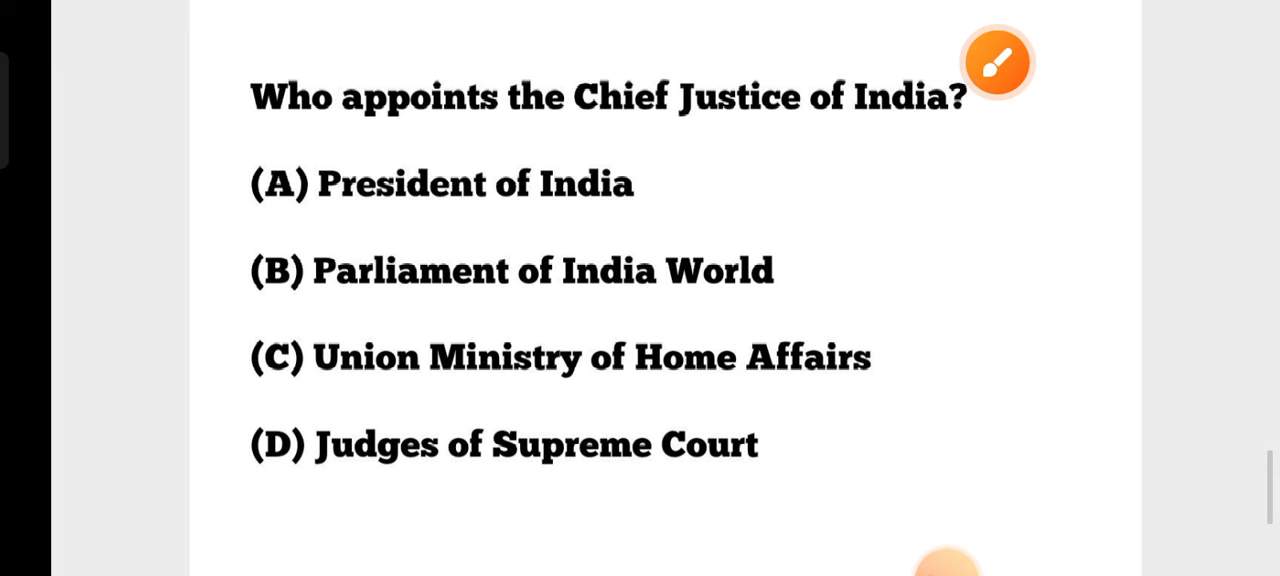 Who appoints the Chief Justice of India?
(A) President of India
(B) Parliament of India World
(C) Union Ministry of Home Affairs
(D) Judges of Supreme Court